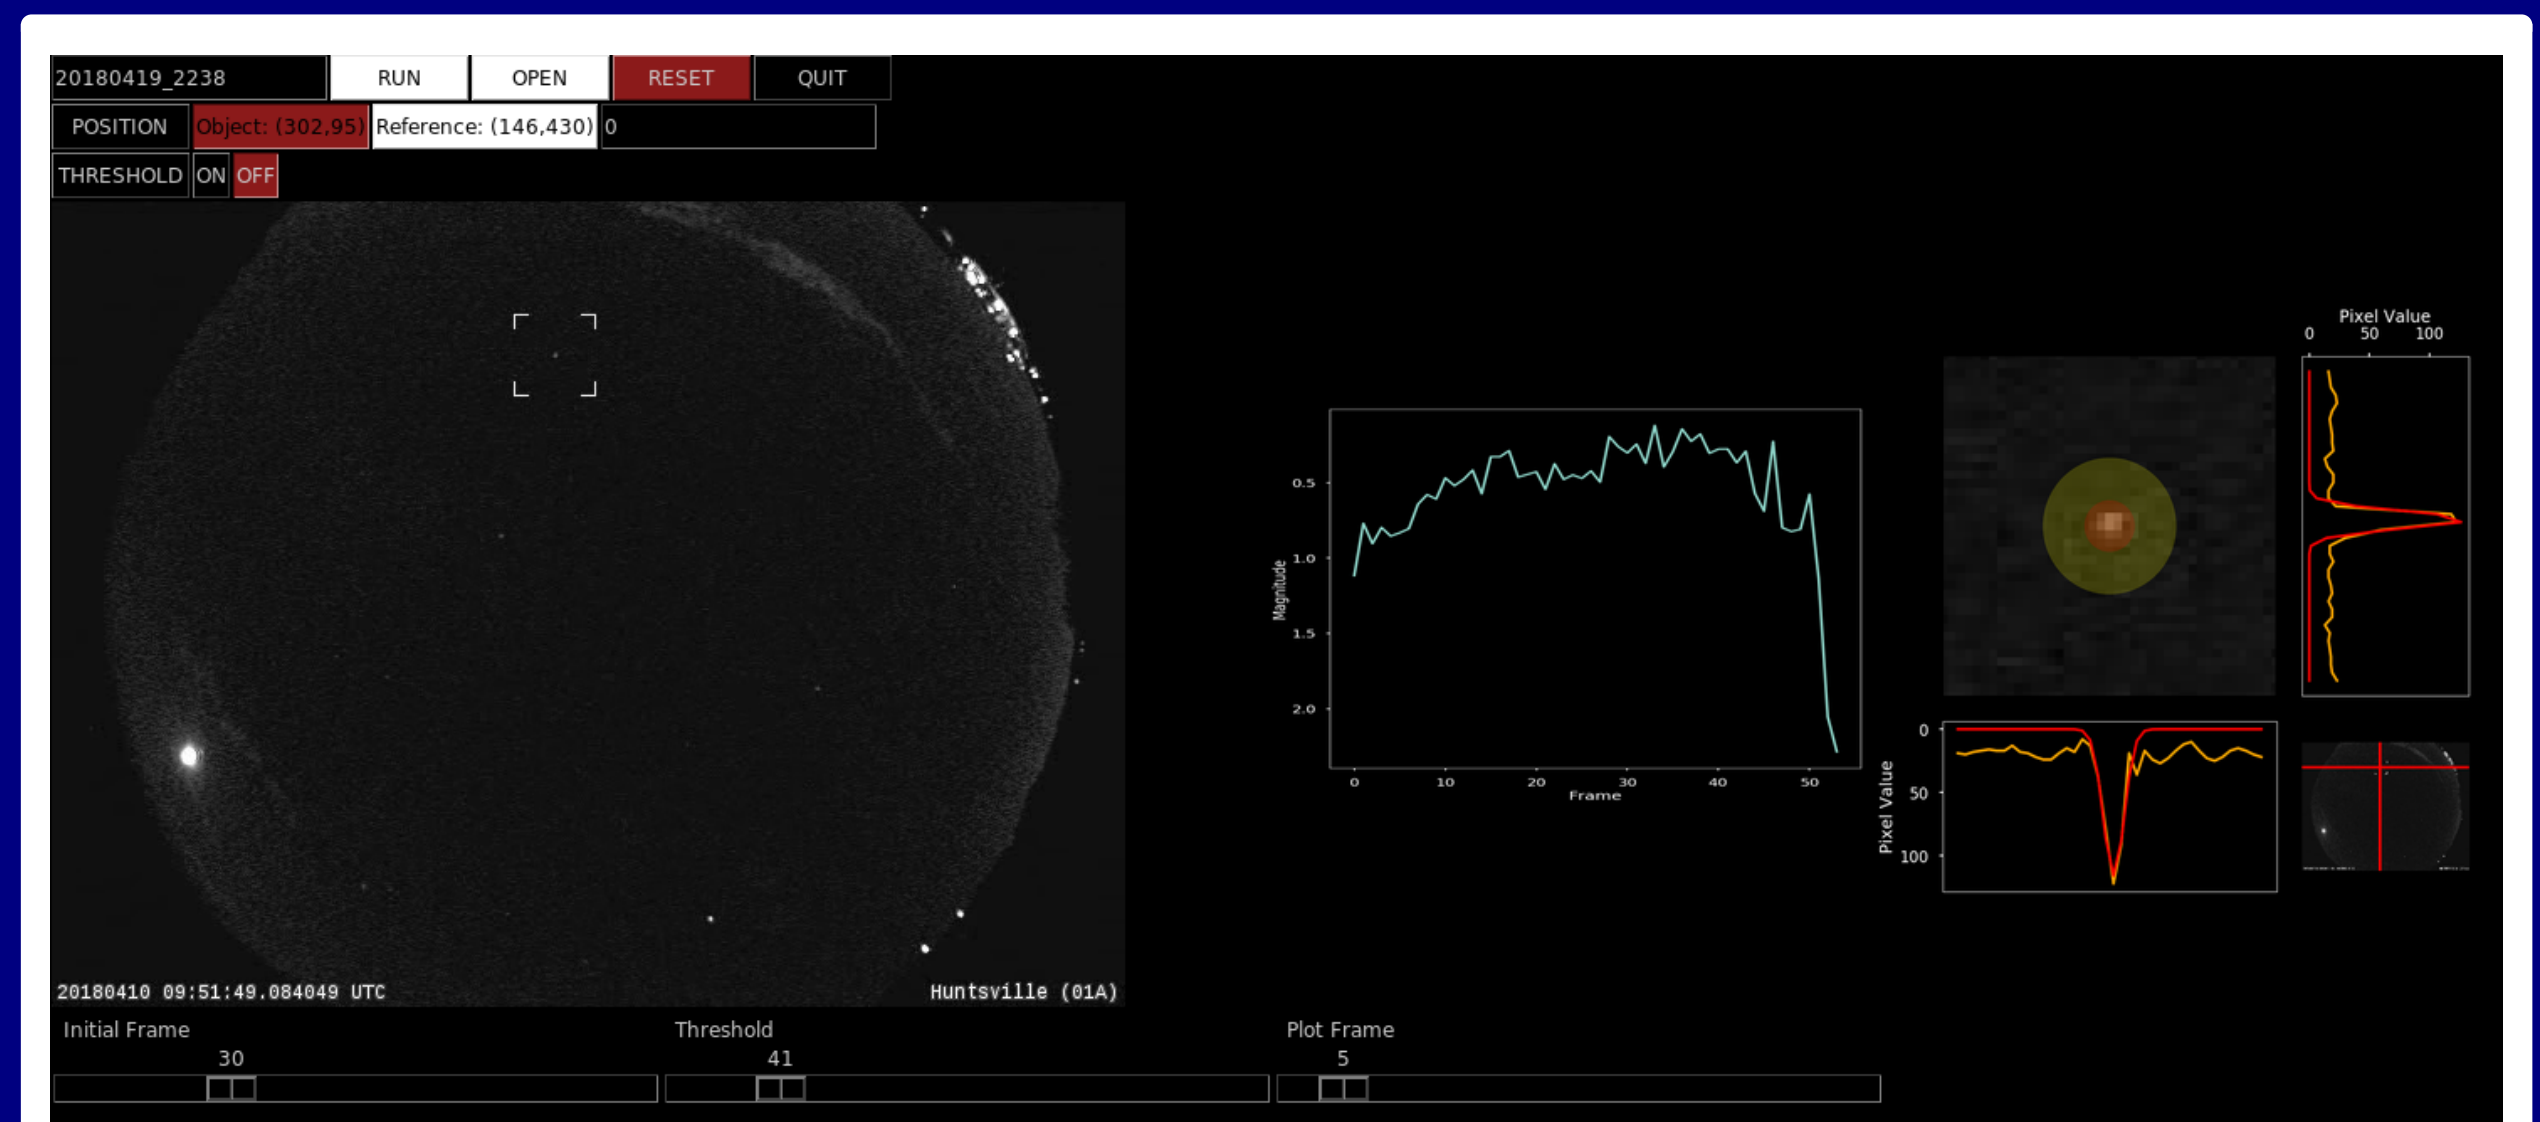 20180419_2238 RUN OPEN RESET QUIT
POSITION Object: (302,95) Reference: (146,430) 0
THRESHOLD ON OFF
20180410 09:51:49.084049 UTC
Huntsville (01A)
Magnitude
0.5
1.0
1.5
2.0
0 10 20 30 40 50
Frame
Pixel Value
0 50 100
Pixel Value
0
50
100
Initial Frame
30
Threshold
41
Plot Frame
5